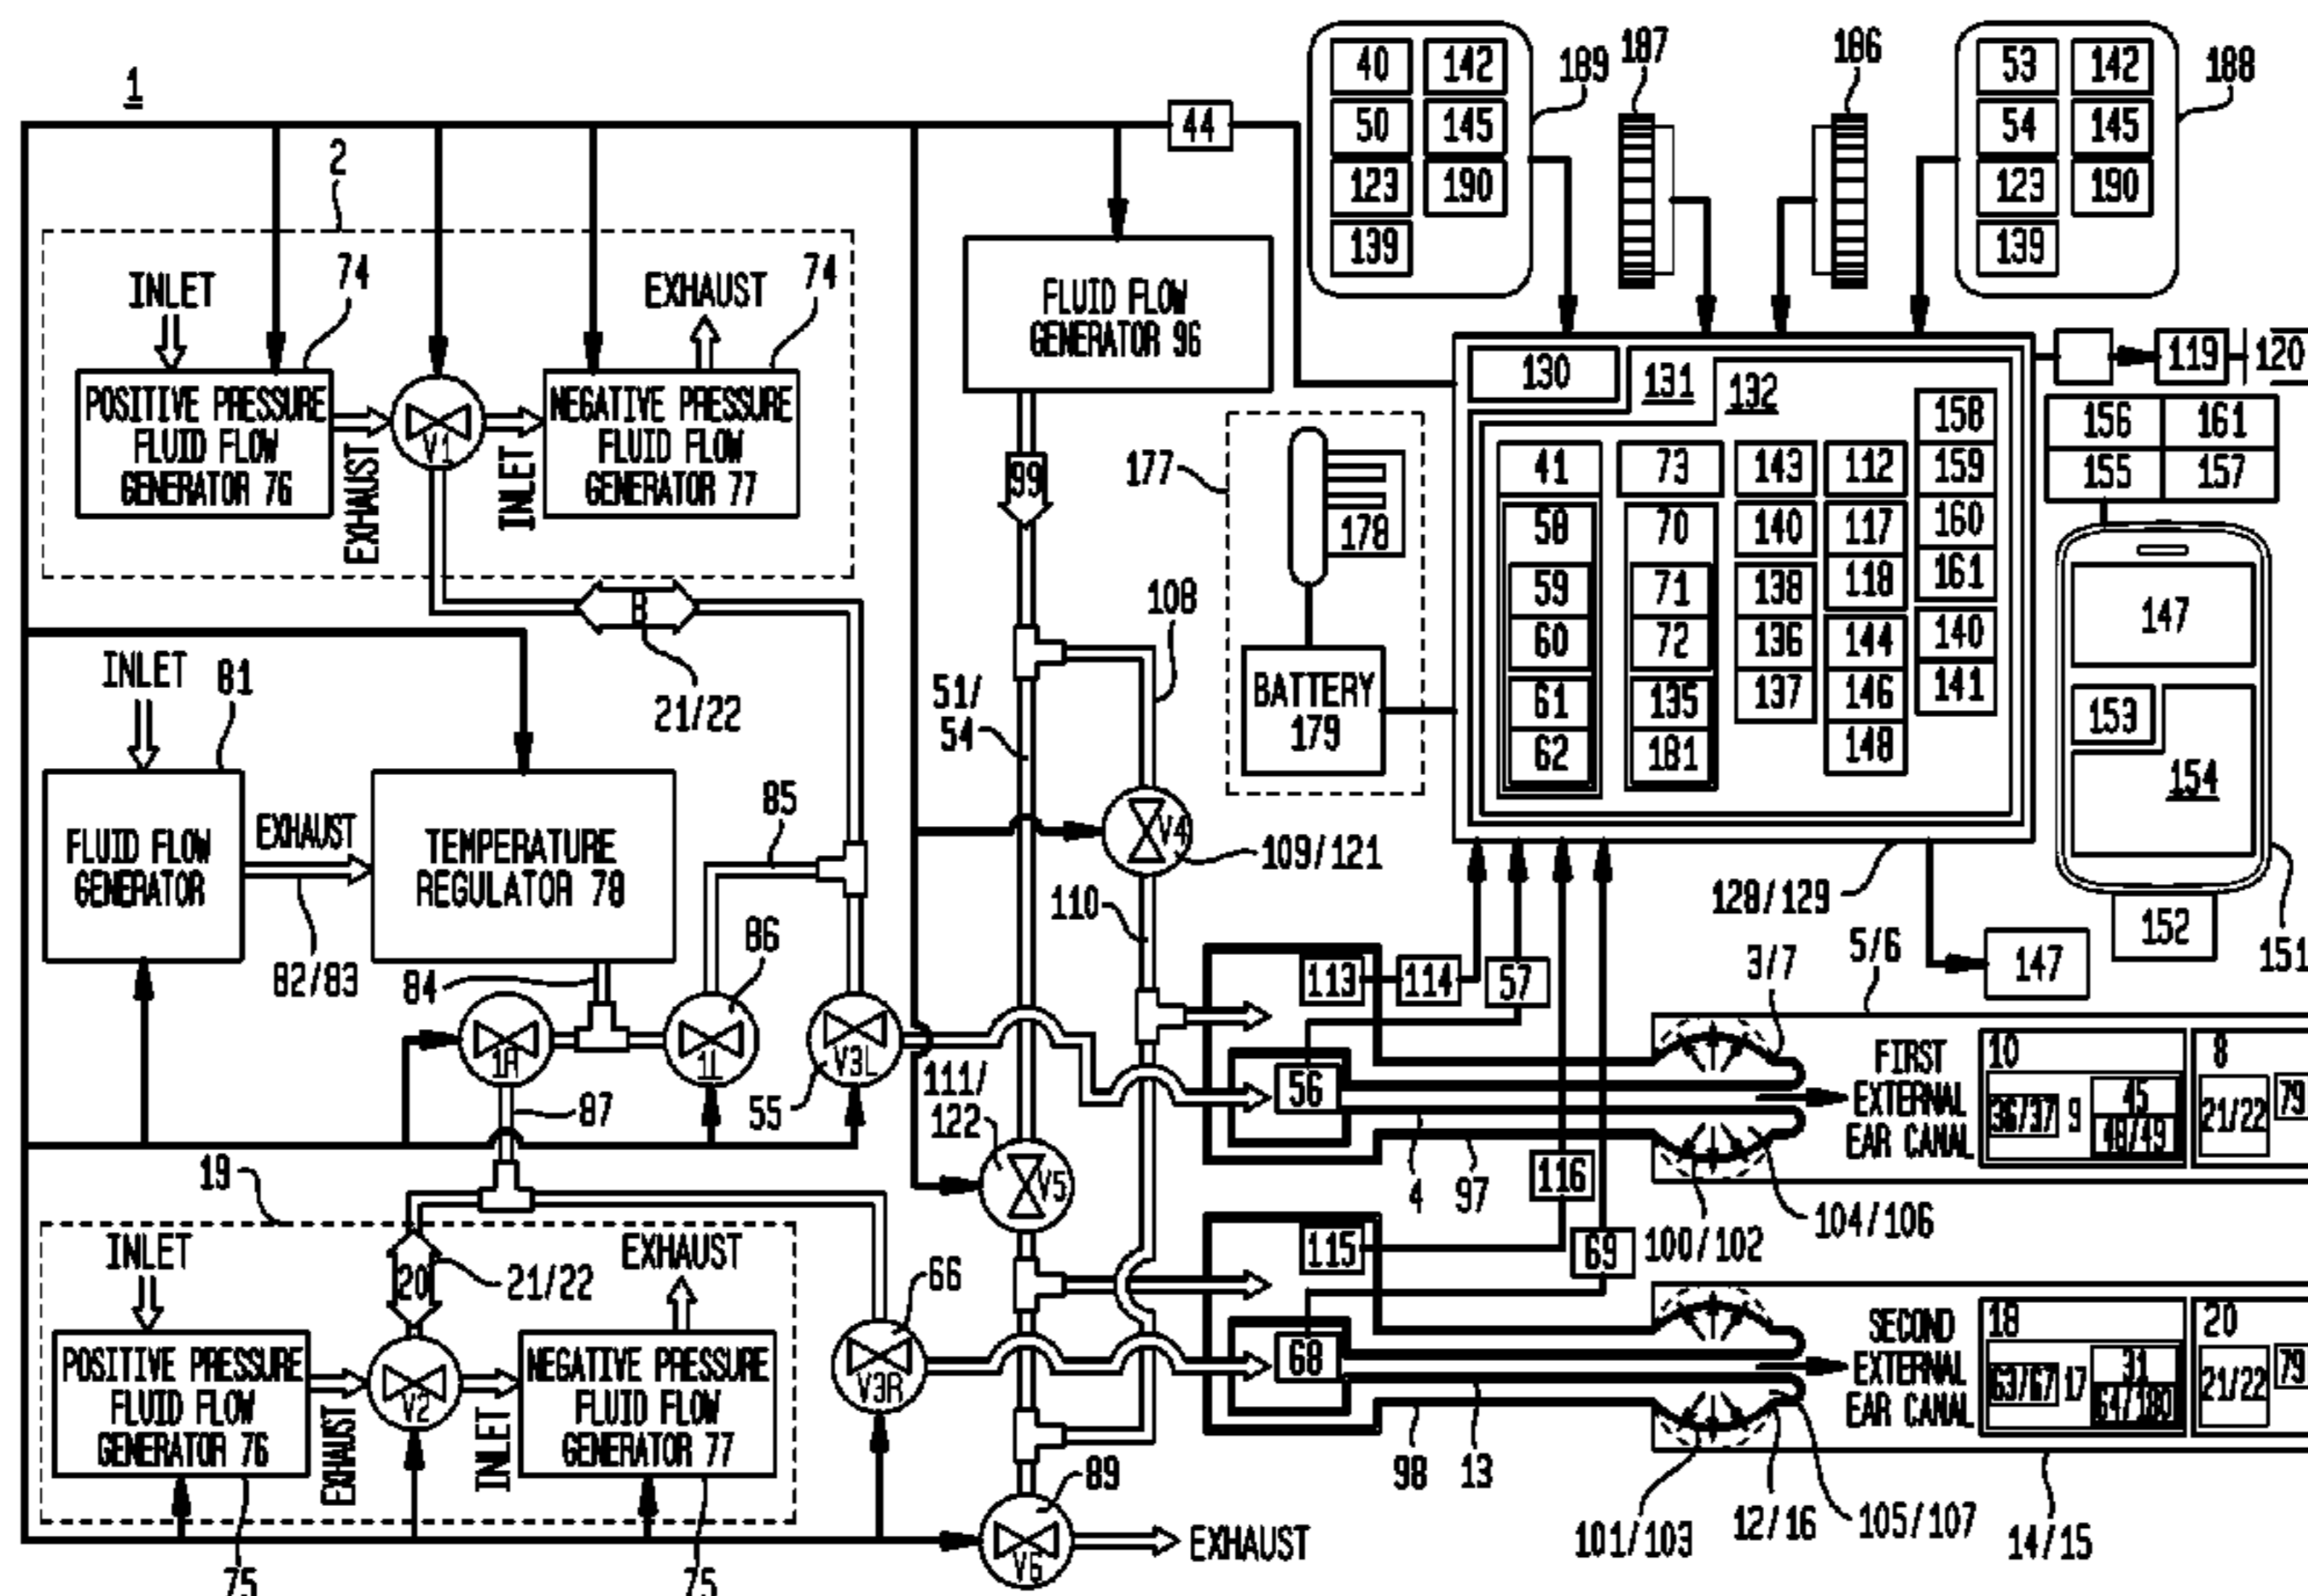 1
2
INLET
74
EXHAUST
74
POSITIVE PRESSURE
FLUID FLOW
GENERATOR 76
EXHAUST
V1
INLET
NEGATIVE PRESSURE
FLUID FLOW
GENERATOR 77
21/22
INLET
81
FLUID FLOW
GENERATOR
EXHAUST
82/83
TEMPERATURE
REGULATOR 78
84
85
86
1R
1L
V3L
55
87
19
INLET
20
21/22
EXHAUST
66
POSITIVE PRESSURE
FLUID FLOW
GENERATOR 76
EXHAUST
V2
INLET
NEGATIVE PRESSURE
FLUID FLOW
GENERATOR 77
V3R
75
75
44
FLUID FLOW
GENERATOR 96
99
108
51/
54
V4
109/121
110
111/
122
V5
89
V6
EXHAUST
40
142
50
145
123
190
139
189
187
186
53
142
54
145
123
190
139
188
177
178
BATTERY
179
130
131
132
41
58
59
60
61
62
73
70
71
72
135
181
143
140
138
136
137
112
117
118
144
146
148
158
159
160
161
140
141
128/129
119
120
156
161
155
157
147
153
154
152
151
147
113
114
57
56
116
4
97
115
69
68
98
13
5/6
3/7
FIRST
EXTERNAL
EAR CANAL
10
36/37
9
45
48/49
8
21/22
79
100/102
104/106
SECOND
EXTERNAL
EAR CANAL
18
63/67
17
31
64/180
20
21/22
79
101/103
12/16
105/107
14/15